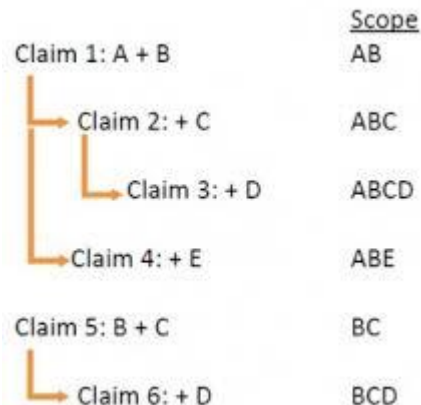 Scope
Claim 1: A + B AB
Claim 2: + C ABC
Claim 3: + D ABCD
Claim 4: + E ABE
Claim 5: B + C BC
Claim 6: + D BCD